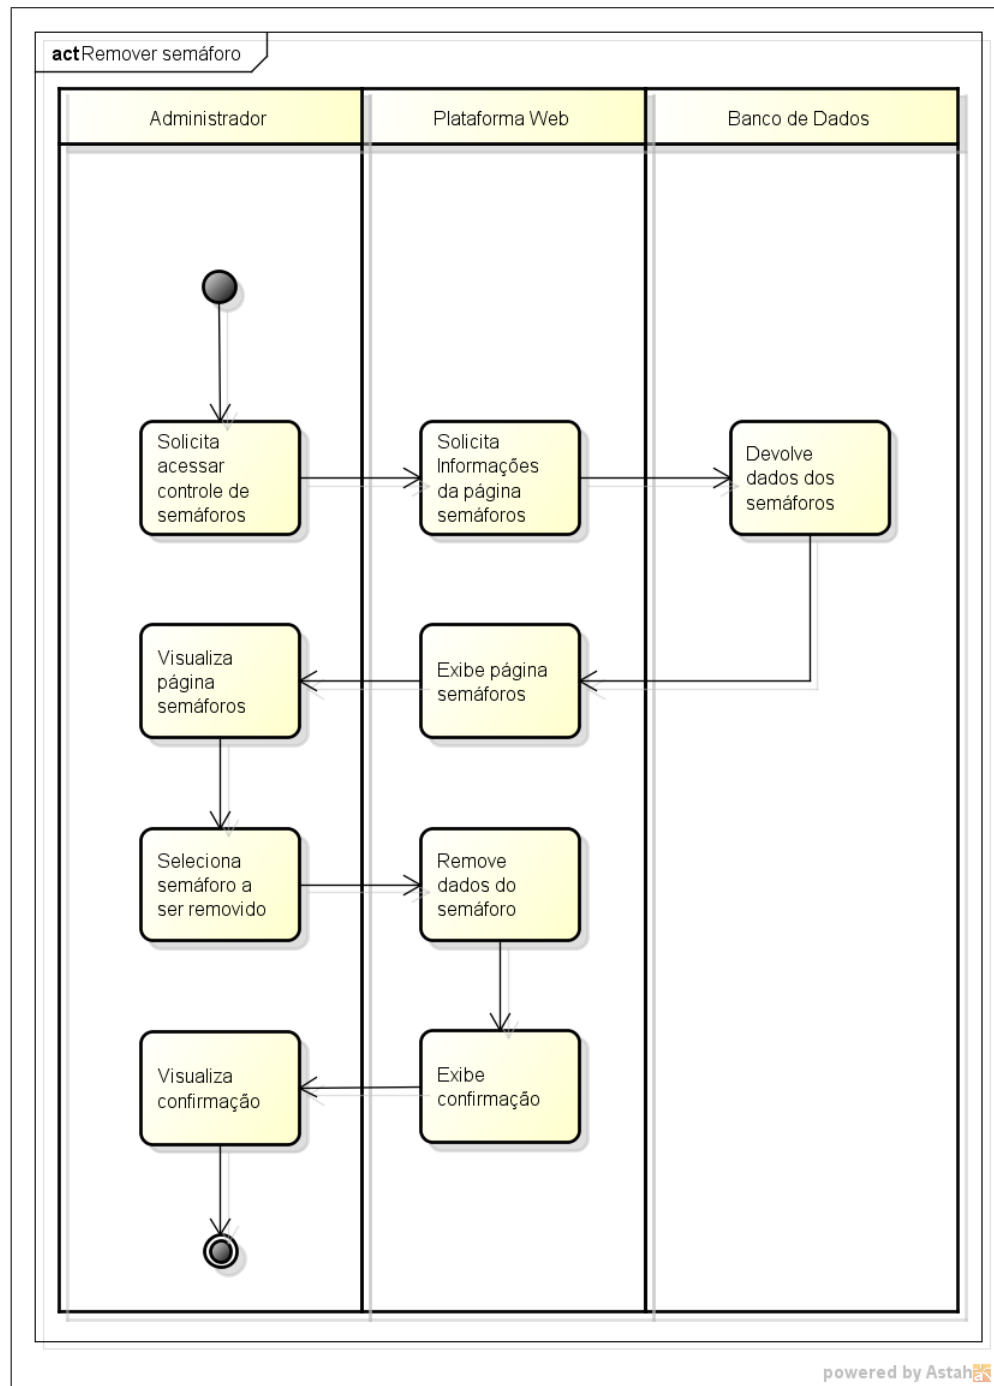 act Remover semáforo
Administrador
Plataforma Web
Banco de Dados
Solicita
acessar
controle de
semáforos
Solicita
Informações
da página
semáforos
Devolve
dados dos
semáforos
Visualiza
página
semáforos
Exibe página
semáforos
Seleciona
semáforo a
ser removido
Remove
dados do
semáforo
Visualiza
confirmação
Exibe
confirmação
powered by Astah